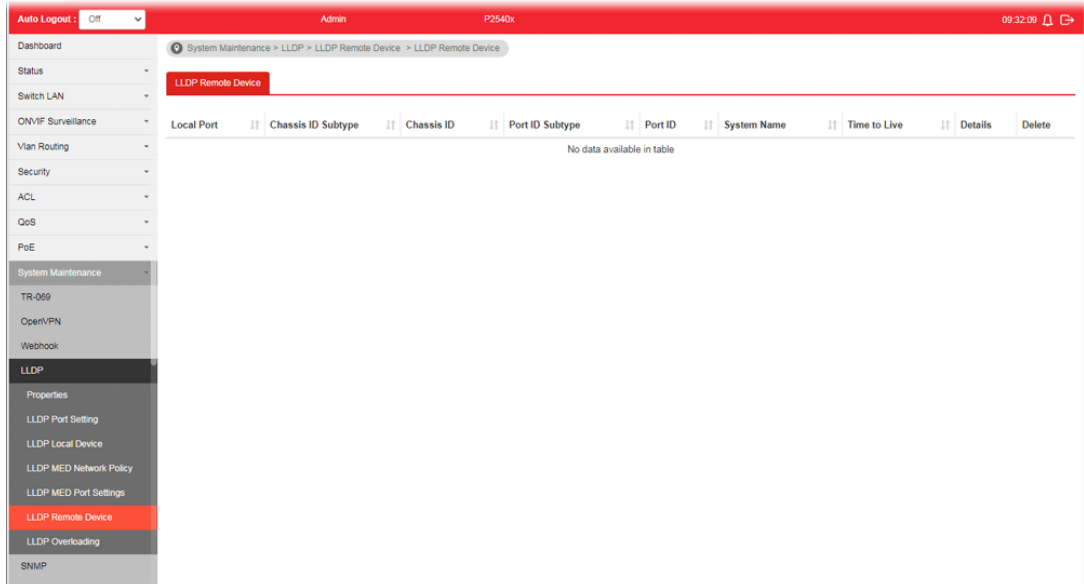 Auto Logout : Off Admin P2540x 09:32:09
Dashboard
Status
Switch LAN
ONVIF Surveillance
Vlan Routing
Security
ACL
QoS
PoE
System Maintenance
TR-069
OpenVPN
Webhook
LLDP
Properties
LLDP Port Setting
LLDP Local Device
LLDP MED Network Policy
LLDP MED Port Settings
LLDP Remote Device
LLDP Overloading
SNMP
System Maintenance > LLDP > LLDP Remote Device > LLDP Remote Device
LLDP Remote Device
Local Port Chassis ID Subtype Chassis ID Port ID Subtype Port ID System Name Time to Live Details Delete
No data available in table